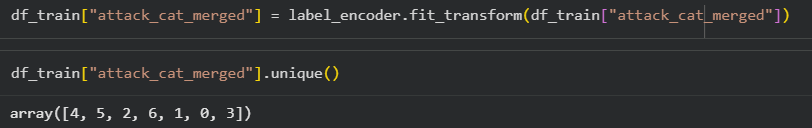 df_train["attack_cat_merged"] = label_encoder.fit_transform(df_train["attack_cat_merged"])
df_train["attack_cat_merged"].unique()
array([4, 5, 2, 6, 1, 0, 3])